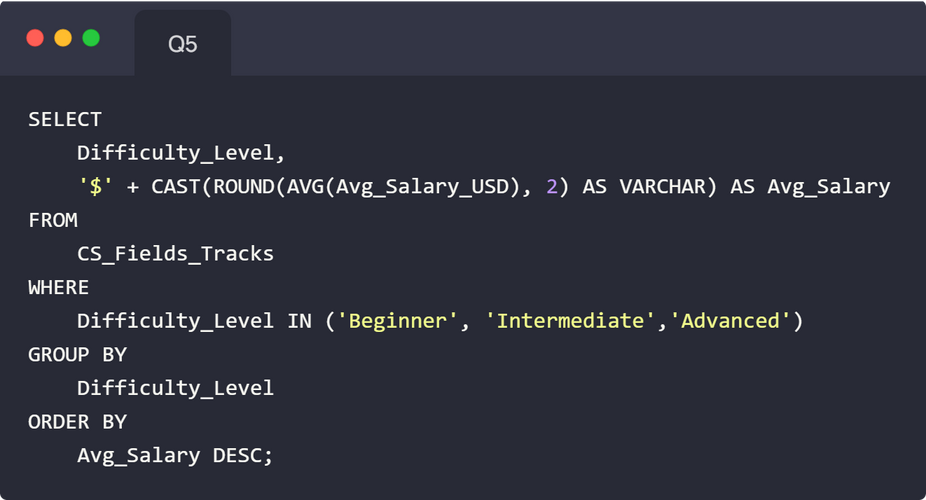 Q5
SELECT
    Difficulty_Level,
    '$' + CAST(ROUND(AVG(Avg_Salary_USD), 2) AS VARCHAR) AS Avg_Salary
FROM
    CS_Fields_Tracks
WHERE
    Difficulty_Level IN ('Beginner', 'Intermediate','Advanced')
GROUP BY
    Difficulty_Level
ORDER BY
    Avg_Salary DESC;